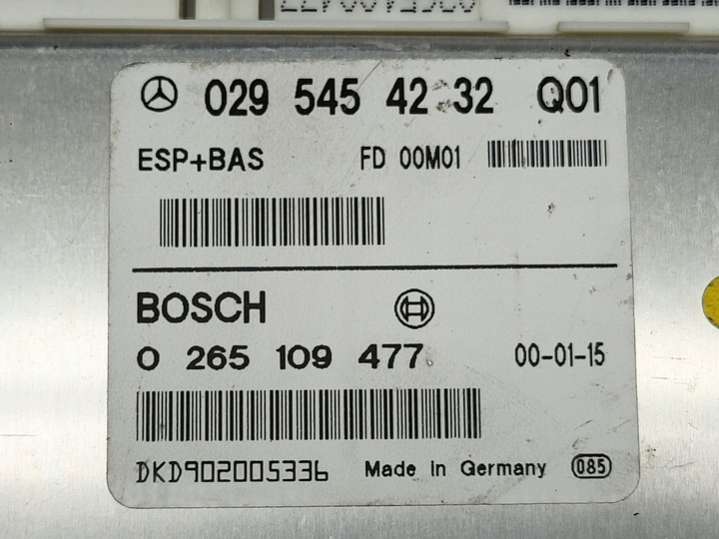 029 545 42 32 Q01
ESP+BAS FD 00M01
BOSCH
0 265 109 477 00-01-15
DKD902005336 Made in Germany 085